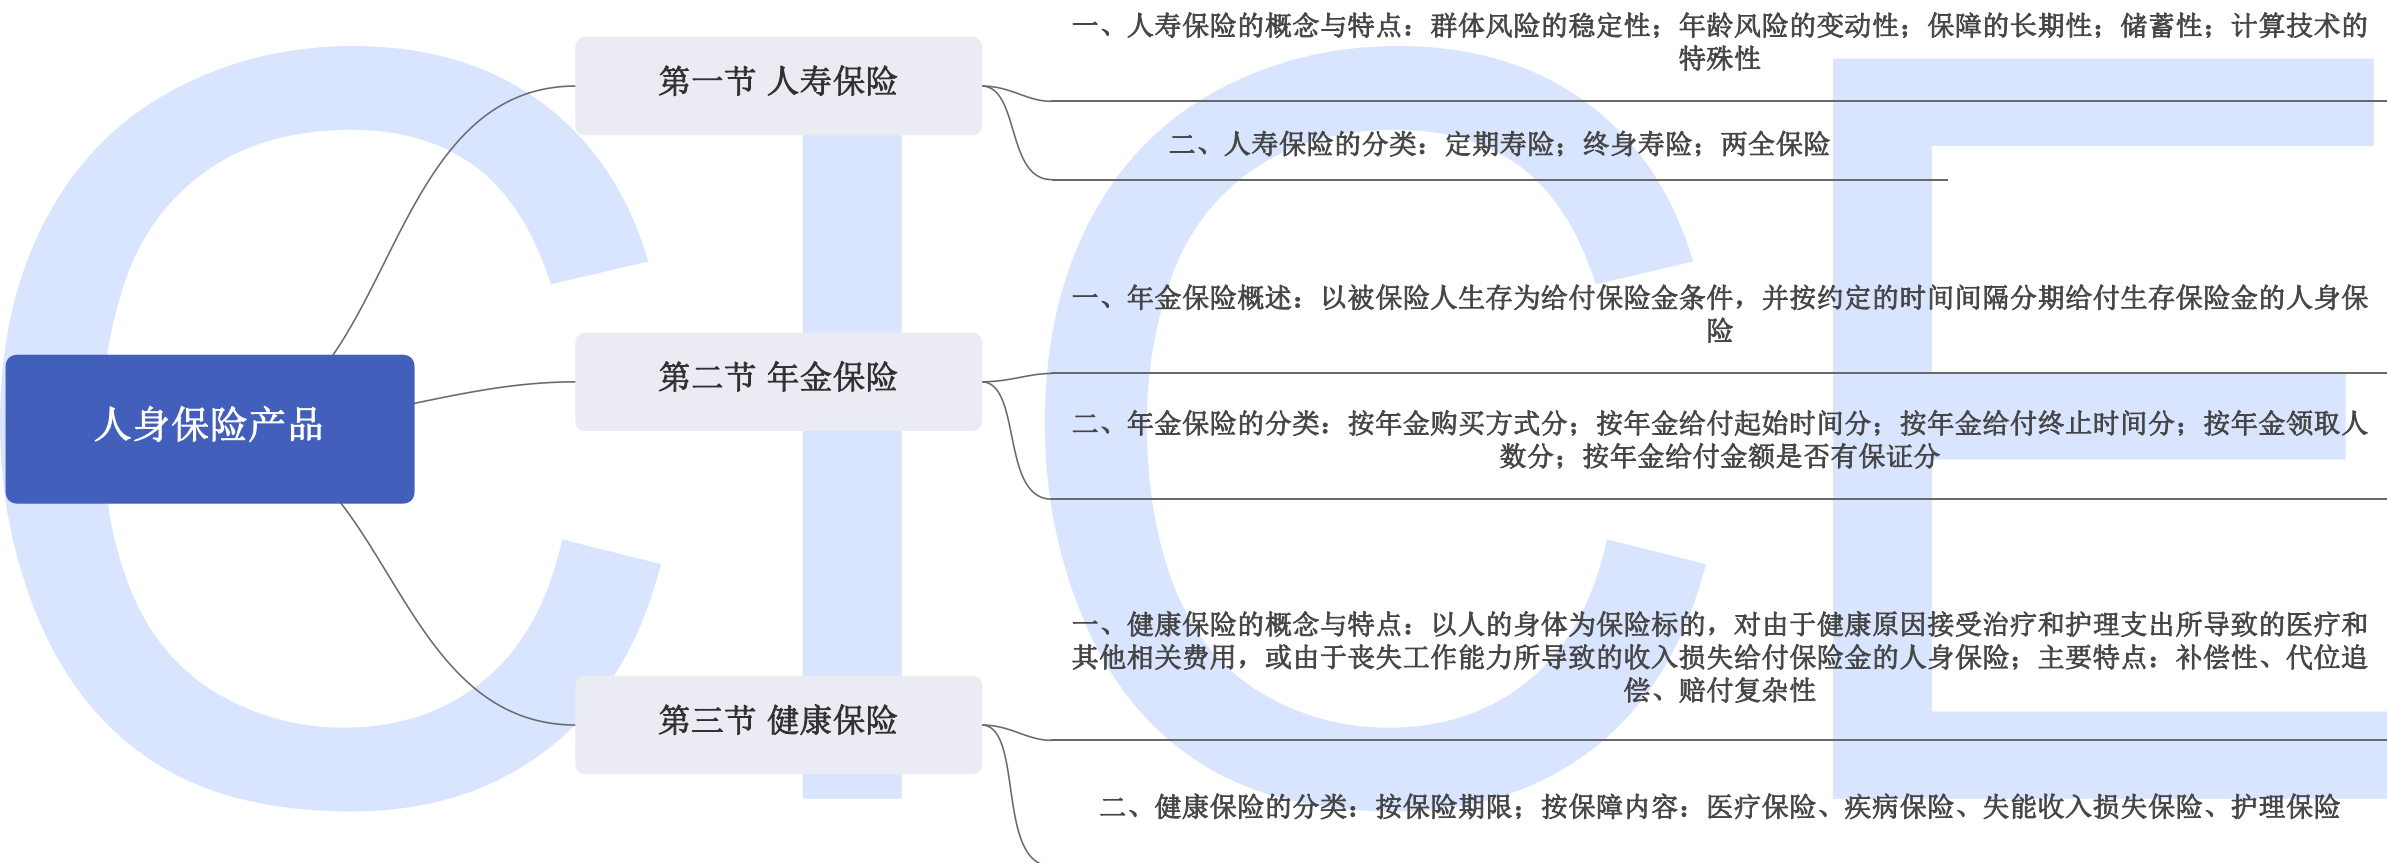 人身保险产品
第一节 人寿保险
一、人寿保险的概念与特点：群体风险的稳定性；年龄风险的变动性；保障的长期性；储蓄性；计算技术的
特殊性
二、人寿保险的分类：定期寿险；终身寿险；两全保险
第二节 年金保险
一、年金保险概述：以被保险人生存为给付保险金条件，并按约定的时间间隔分期给付生存保险金的人身保
险
二、年金保险的分类：按年金购买方式分；按年金给付起始时间分；按年金给付终止时间分；按年金领取人
数分；按年金给付金额是否有保证分
第三节 健康保险
一、健康保险的概念与特点：以人的身体为保险标的，对由于健康原因接受治疗和护理支出所导致的医疗和
其他相关费用，或由于丧失工作能力所导致的收入损失给付保险金的人身保险；主要特点：补偿性、代位追
偿、赔付复杂性
二、健康保险的分类：按保险期限；按保障内容：医疗保险、疾病保险、失能收入损失保险、护理保险
CICE